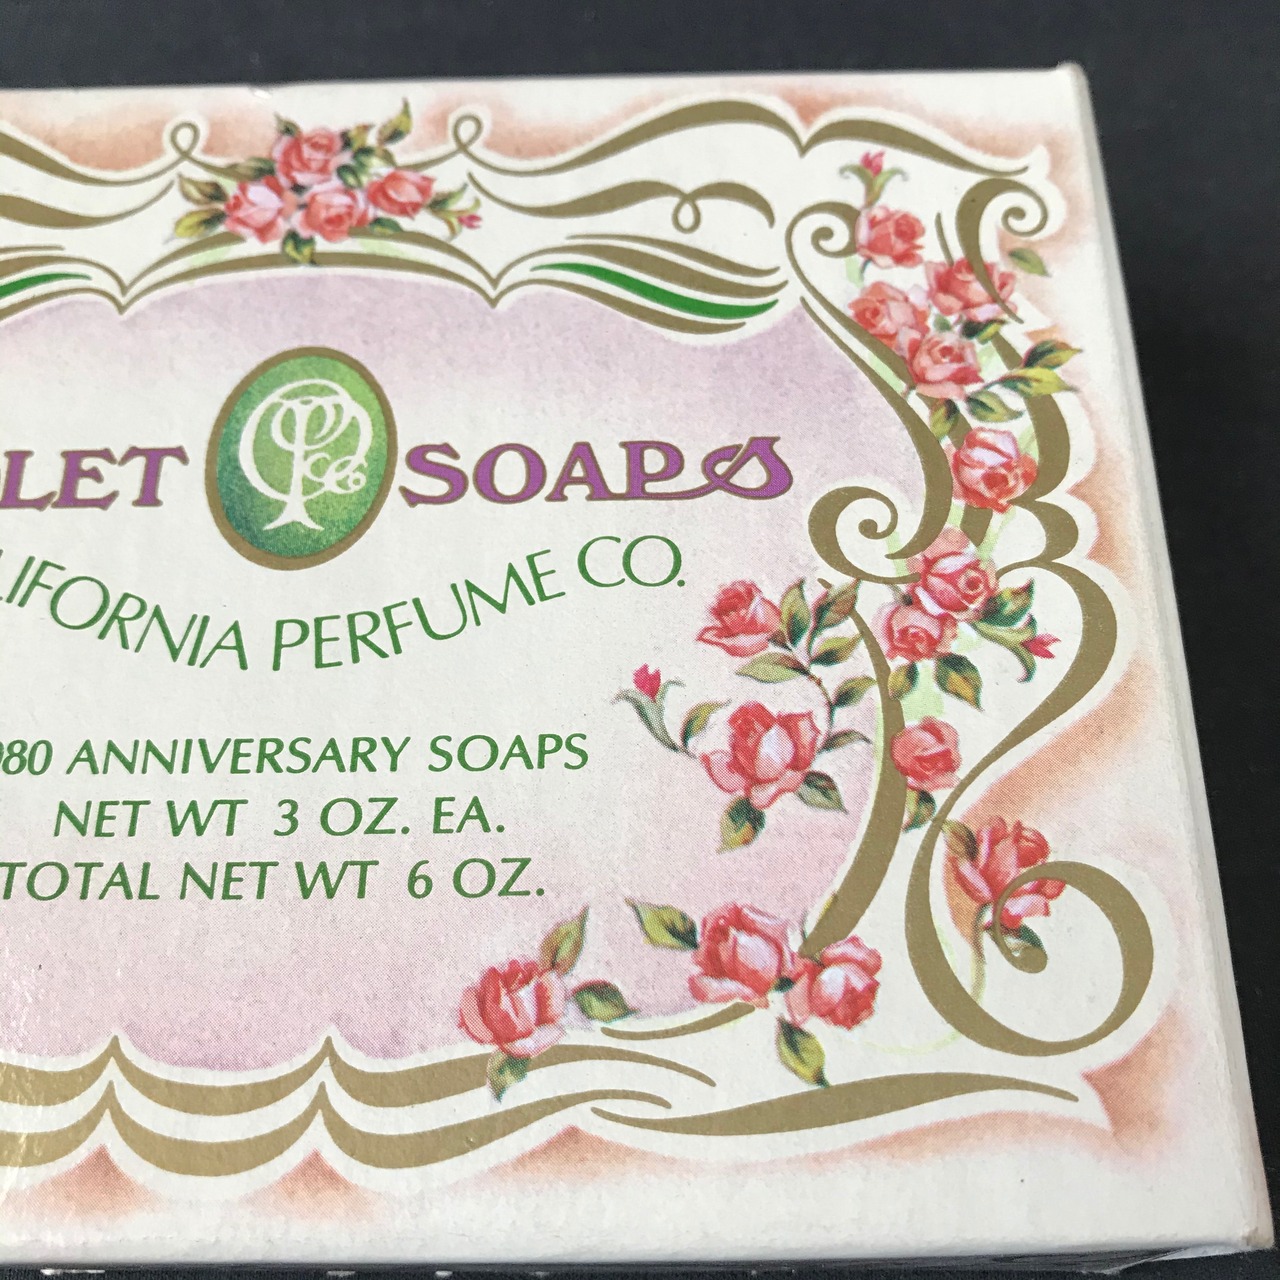 LET SOAPS
LIFORNIA PERFUME CO.
980 ANNIVERSARY SOAPS
NET WT 3 OZ. EA.
TOTAL NET WT 6 OZ.